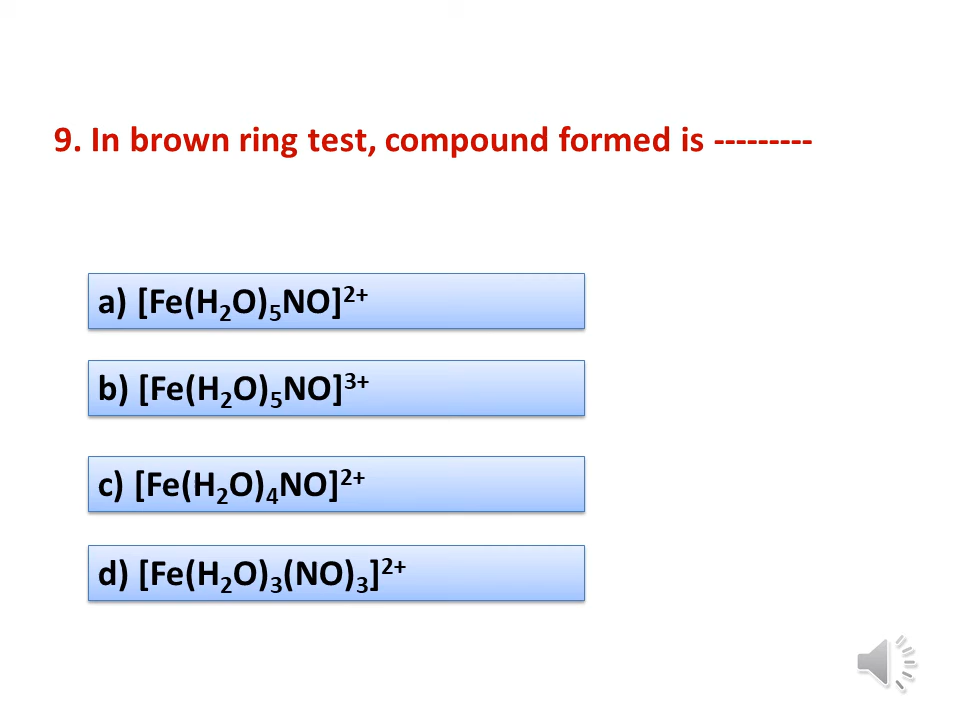 9. In brown ring test, compound formed is ---------
a) [Fe(H₂O)₅NO]²⁺
b) [Fe(H₂O)₅NO]³⁺
c) [Fe(H₂O)₄NO]²⁺
d) [Fe(H₂O)₃(NO)₃]²⁺